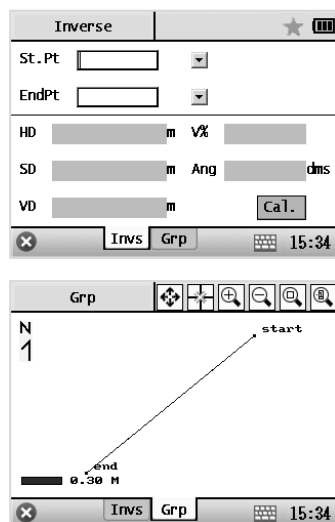 Inverse
St.Pt
EndPt
HD m V%
SD m Ang dms
VD m Cal.
Invs Grp 15:34
Grp
N
start
end
0.30 M
Invs Grp 15:34